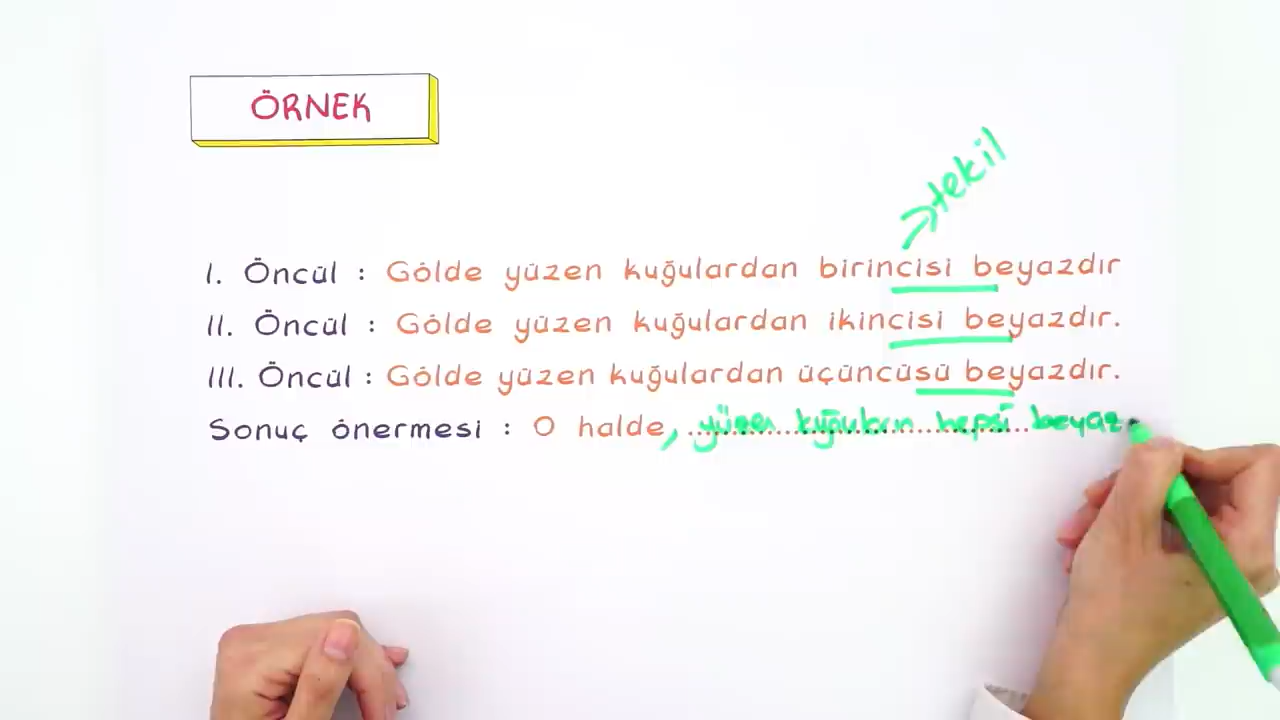 ÖRNEK
tekil
I. Öncül : Gölde yüzen kuğulardan birincisi beyazdır
II. Öncül : Gölde yüzen kuğulardan ikincisi beyazdır.
III. Öncül : Gölde yüzen kuğulardan üçüncüsü beyazdır.
Sonuç önermesi : O halde, yüzen kuğuların hepsi beyaz